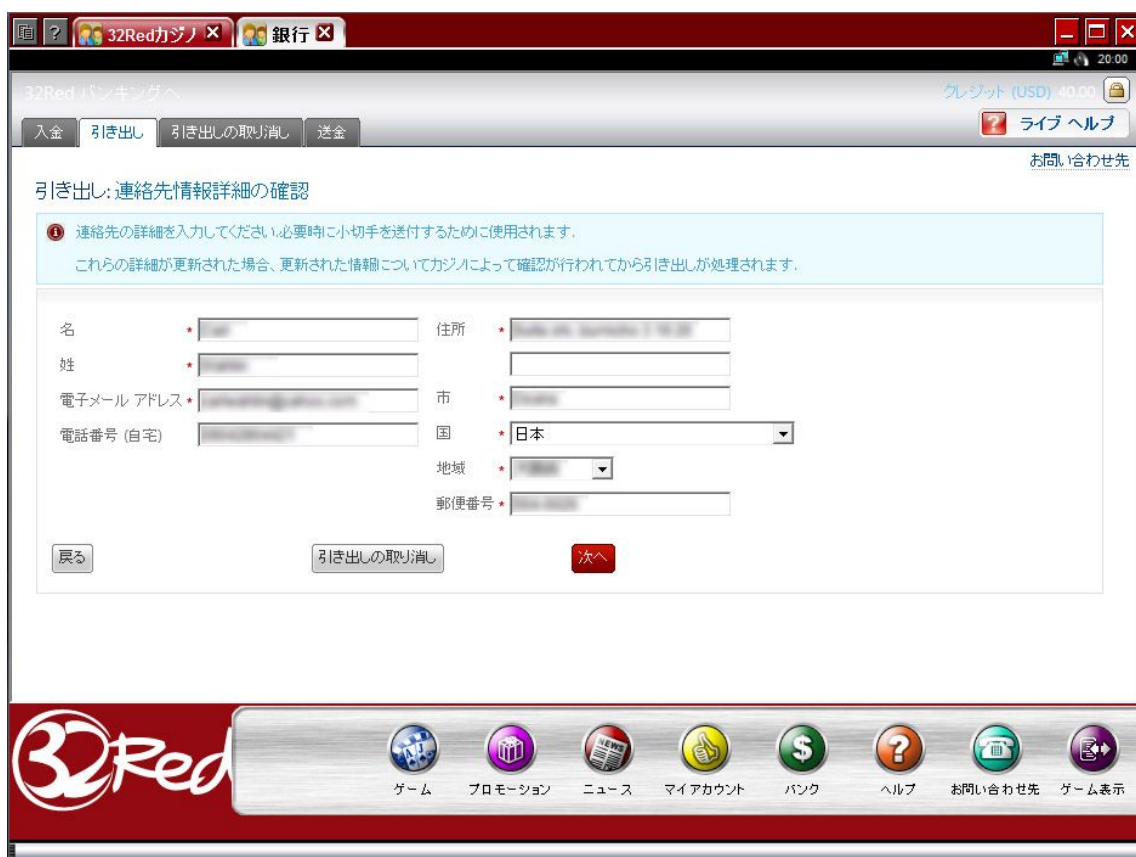 32Redカジノ 銀行
20:00
32Red バンキングへ クレジット (USD) 40.00
入金 引き出し 引き出しの取り消し 送金 ライブ ヘルプ
お問い合わせ先
引き出し: 連絡先情報詳細の確認
連絡先の詳細を入力してください.必要時に小切手を送付するために使用されます.
これらの詳細が更新された場合、更新された情報についてカジノによって確認が行われてから引き出しが処理されます.
名 * 住所 *
姓 *
電子メール アドレス * 市 *
電話番号 (自宅) 国 * 日本
地域 *
郵便番号 *
戻る 引き出しの取り消し 次へ
32Red
NEWS
ゲーム プロモーション ニュース マイアカウント バンク ヘルプ お問い合わせ先 ゲーム表示